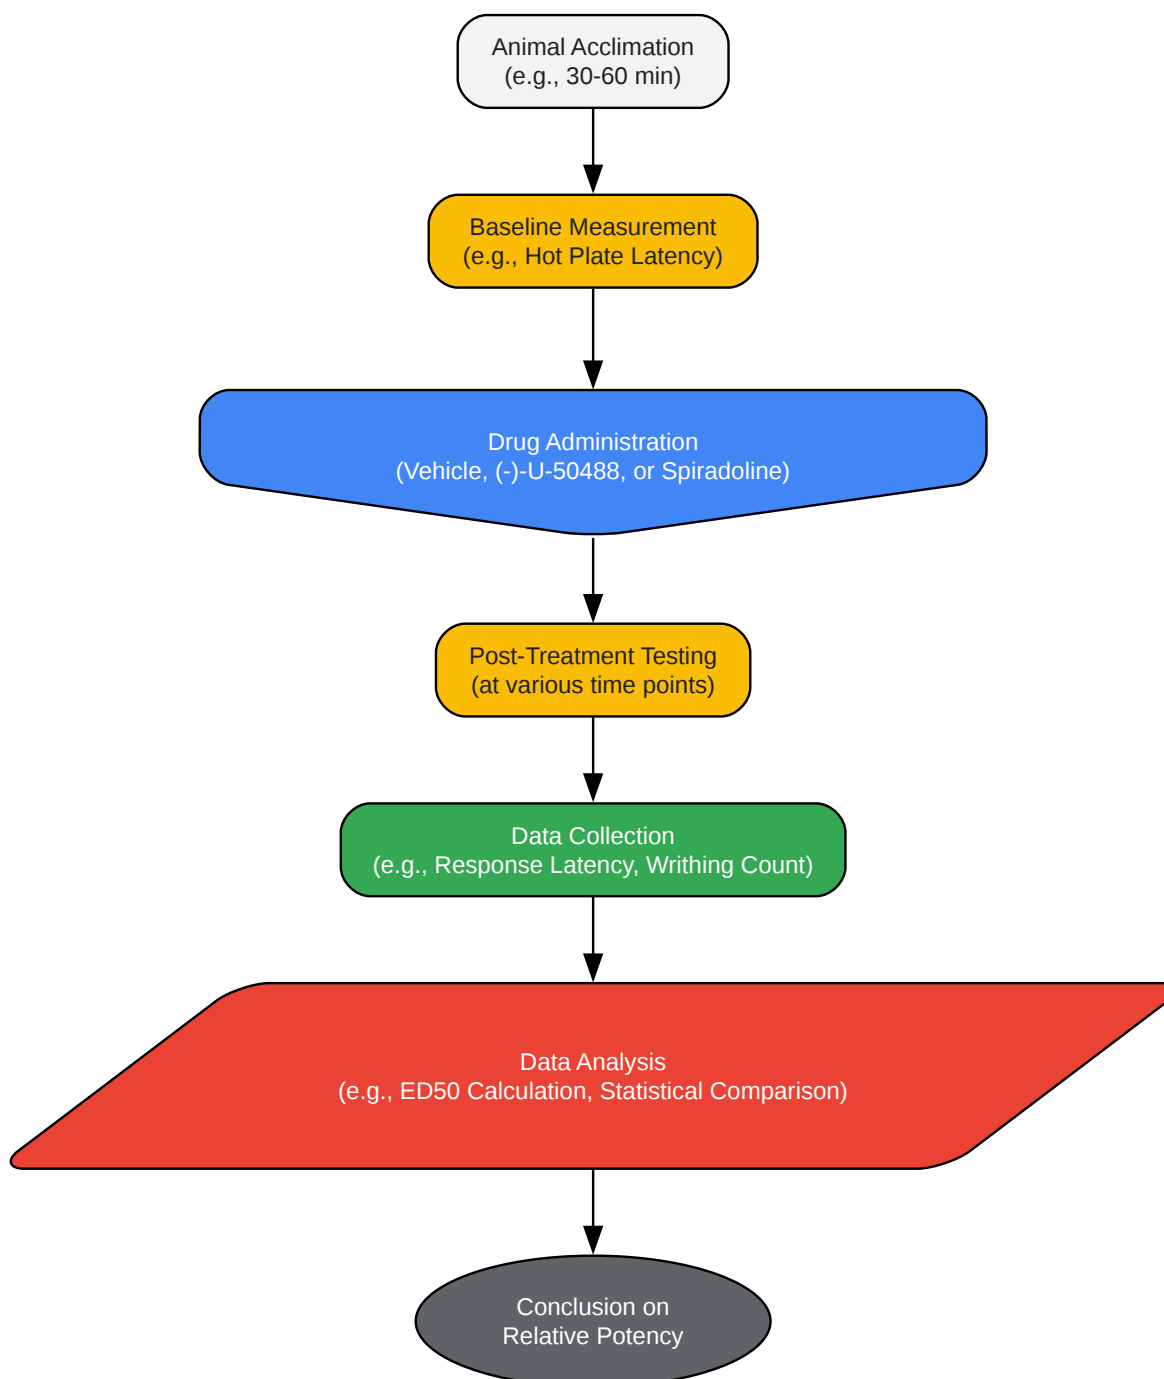 Animal Acclimation
(e.g., 30-60 min)
Baseline Measurement
(e.g., Hot Plate Latency)
Drug Administration
(Vehicle, (-)-U-50488, or Spiradoline)
Post-Treatment Testing
(at various time points)
Data Collection
(e.g., Response Latency, Writhing Count)
Data Analysis
(e.g., ED50 Calculation, Statistical Comparison)
Conclusion on
Relative Potency